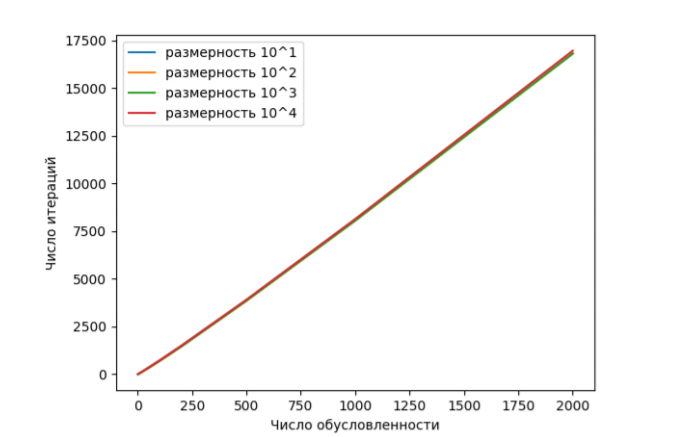 17500
15000
12500
10000
7500
5000
2500
0
Число итераций
размерность 10^1
размерность 10^2
размерность 10^3
размерность 10^4
0 250 500 750 1000 1250 1500 1750 2000
Число обусловленности